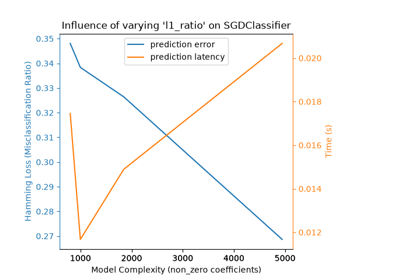 Influence of varying 'l1_ratio' on SGDClassifier
prediction error
prediction latency
Hamming Loss (Misclassification Ratio)
0.35
0.34
0.33
0.32
0.31
0.30
0.29
0.28
0.27
0.020
0.018
0.016
0.014
0.012
Time (s)
1000 2000 3000 4000 5000
Model Complexity (non_zero coefficients)